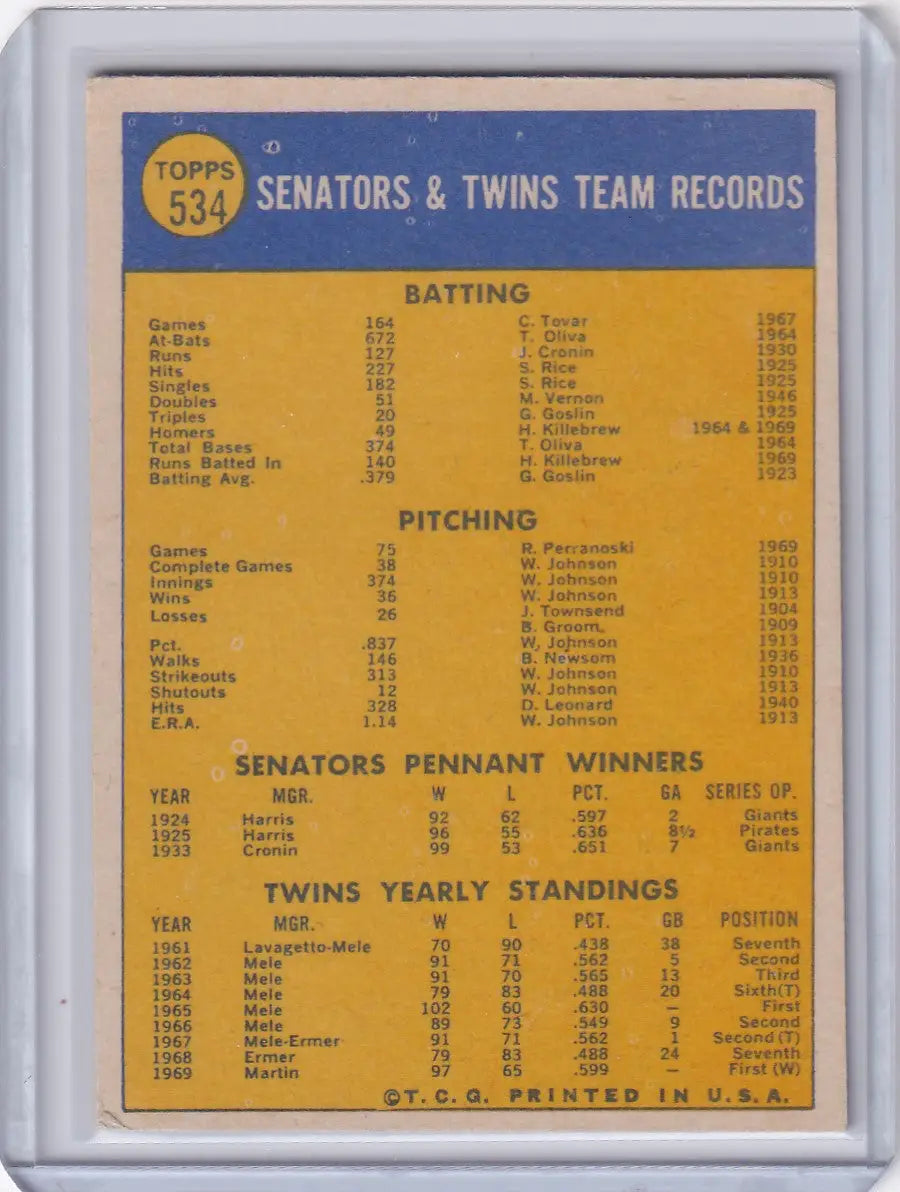 TOPPS
534
SENATORS & TWINS TEAM RECORDS
BATTING
Games 164 C. Tovar 1967
At-Bats 672 T. Oliva 1964
Runs 127 J. Cronin 1930
Hits 227 S. Rice 1925
Singles 182 S. Rice 1925
Doubles 51 M. Vernon 1946
Triples 20 G. Goslin 1925
Homers 49 H. Killebrew 1964 & 1969
Total Bases 374 T. Oliva 1964
Runs Batted In 140 H. Killebrew 1969
Batting Avg. .379 G. Goslin 1923
PITCHING
Games 75 R. Perranoski 1969
Complete Games 38 W. Johnson 1910
Innings 374 W. Johnson 1910
Wins 36 W. Johnson 1913
Losses 26 J. Townsend 1904
B. Groom 1909
Pct. .837 W. Johnson 1913
Walks 146 B. Newsom 1936
Strikeouts 313 W. Johnson 1910
Shutouts 12 W. Johnson 1913
Hits 328 D. Leonard 1940
E.R.A. 1.14 W. Johnson 1913
SENATORS PENNANT WINNERS
YEAR MGR. W L PCT. GA SERIES OP.
1924 Harris 92 62 .597 2 Giants
1925 Harris 96 55 .636 8½ Pirates
1933 Cronin 99 53 .651 7 Giants
TWINS YEARLY STANDINGS
YEAR MGR. W L PCT. GB POSITION
1961 Lavagetto-Mele 70 90 .438 38 Seventh
1962 Mele 91 71 .562 5 Second
1963 Mele 91 70 .565 13 Third
1964 Mele 79 83 .488 20 Sixth(T)
1965 Mele 102 60 .630 — First
1966 Mele 89 73 .549 9 Second
1967 Mele-Ermer 91 71 .562 1 Second (T)
1968 Ermer 79 83 .488 24 Seventh
1969 Martin 97 65 .599 — First (W)
©T. C. G. PRINTED IN U.S.A.